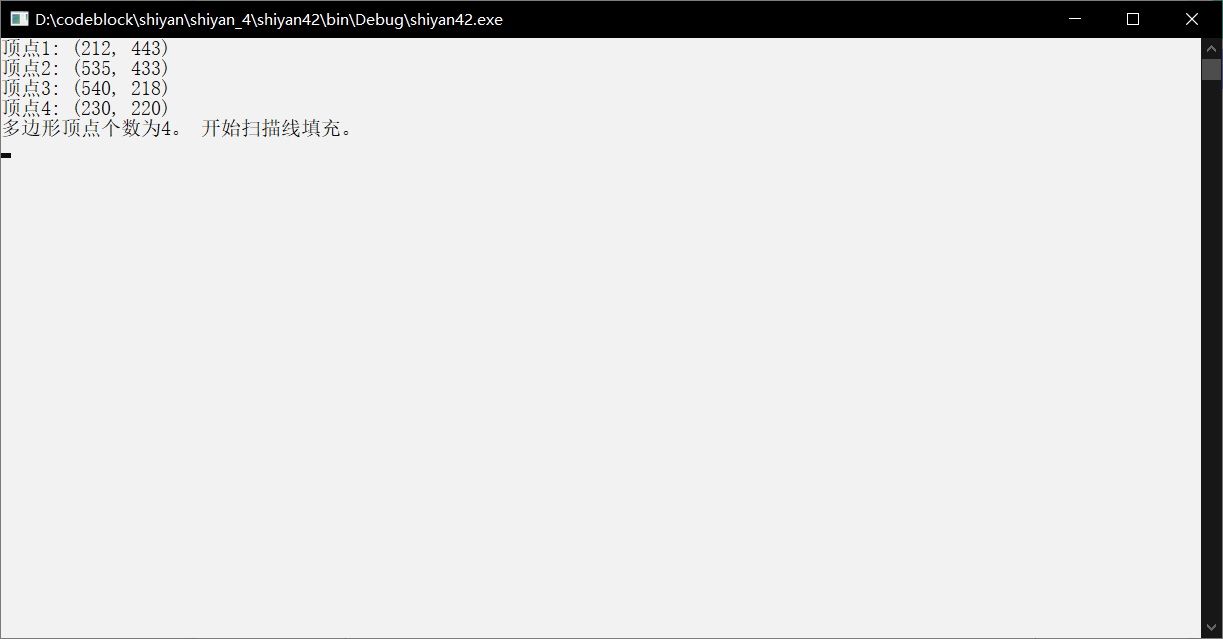 D:\codeblock\shiyan\shiyan_4\shiyan42\bin\Debug\shiyan42.exe
顶点1: (212, 443)
顶点2: (535, 433)
顶点3: (540, 218)
顶点4: (230, 220)
多边形顶点个数为4。 开始扫描线填充。